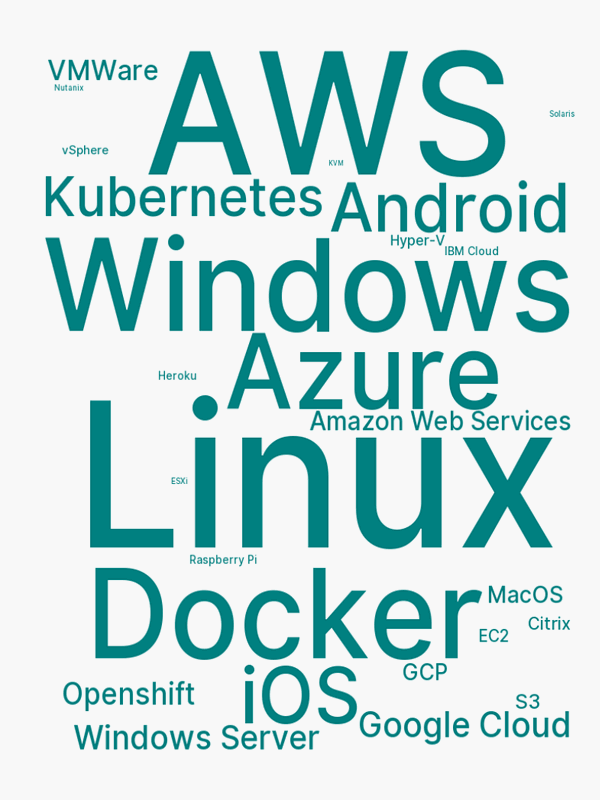 VMWare
AWS
Nutanix
Solaris
vSphere
KVM
Kubernetes
Android
Hyper-V
IBM Cloud
Windows
Azure
Heroku
Amazon Web Services
Linux
ESXi
Raspberry Pi
Docker
MacOS
Citrix
EC2
GCP
iOS
Openshift
S3
Google Cloud
Windows Server